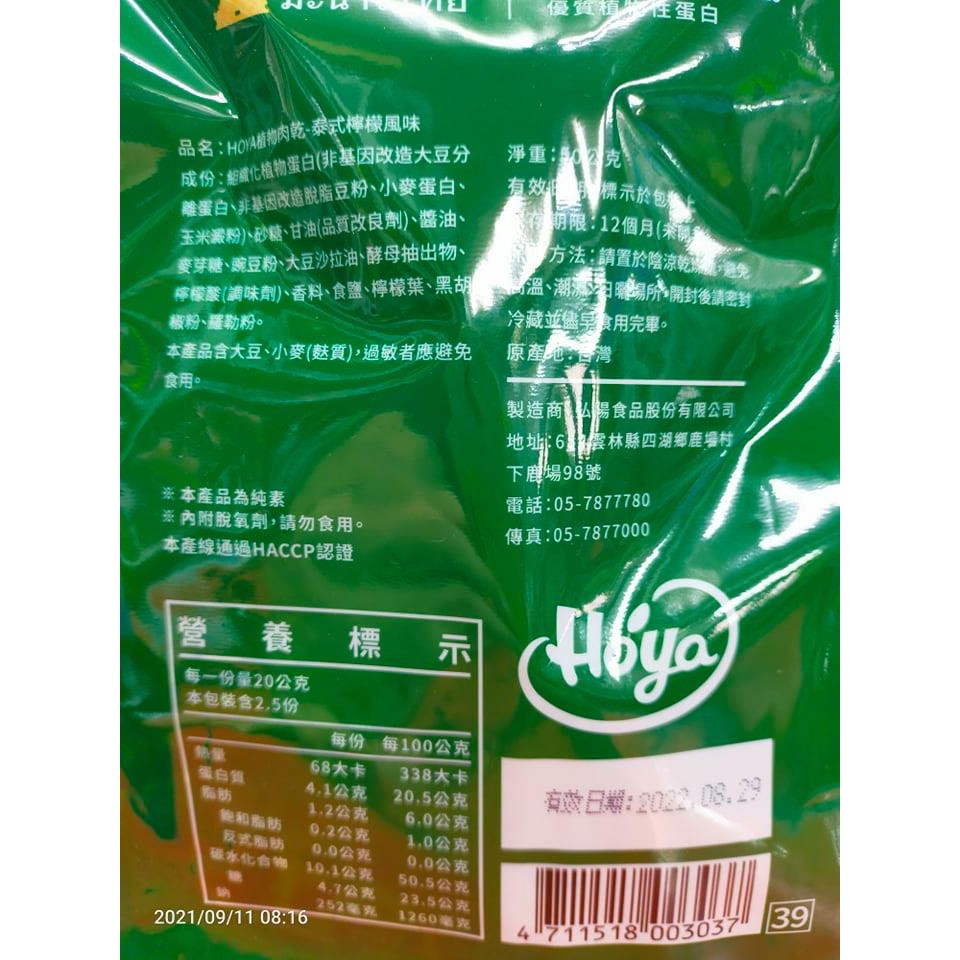 優質植物性蛋白
品名：HOYA植物肉乾-泰式檸檬風味
成份：組織化植物蛋白(非基因改造大豆分
離蛋白、非基因改造脫脂豆粉、小麥蛋白、
玉米澱粉)、砂糖、甘油(品質改良劑)、醬油、
麥芽糖、豌豆粉、大豆沙拉油、酵母抽出物、
檸檬酸(調味劑)、香料、食鹽、檸檬葉、黑胡
椒粉、羅勒粉。
本產品含大豆、小麥(麩質)，過敏者應避免
食用。
※本產品為純素
※內附脫氧劑，請勿食用。
本產線通過HACCP認證
淨重：50公克
有效日期：標示於包裝上
期限：12個月(未開
方法：請置於陰涼乾燥處，避免
高溫、潮濕、日曬場所，開封後請密封
冷藏並儘早食用完畢。
原產地：台灣
製造商：弘陽食品股份有限公司
地址：654雲林縣四湖鄉鹿場村
下鹿場98號
電話：05-7877780
傳真：05-7877000
營養標示
每一份量20公克
本包裝含2.5份
每份 每100公克
熱量 68大卡 338大卡
蛋白質 4.1公克 20.5公克
脂肪 1.2公克 6.0公克
飽和脂肪 0.2公克 1.0公克
反式脂肪 0.0公克 0.0公克
碳水化合物 10.1公克 50.5公克
糖 4.7公克 23.5公克
鈉 252毫克 1260毫克
Hoya
有效日期：2022.08.29
4 711518 003037
39
2021/09/11 08:16